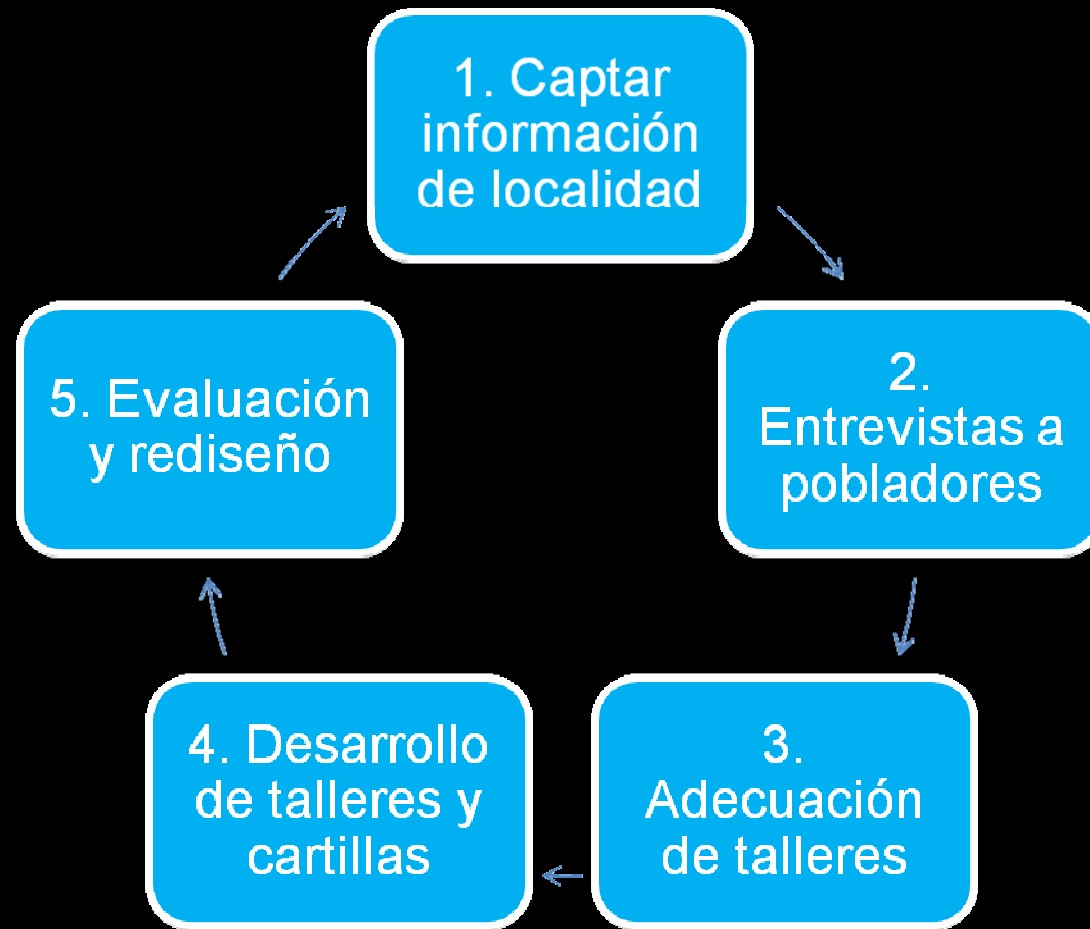 1. Captar
información
de localidad
2.
Entrevistas a
pobladores
3.
Adecuación
de talleres
4. Desarrollo
de talleres y
cartillas
5. Evaluación
y rediseño